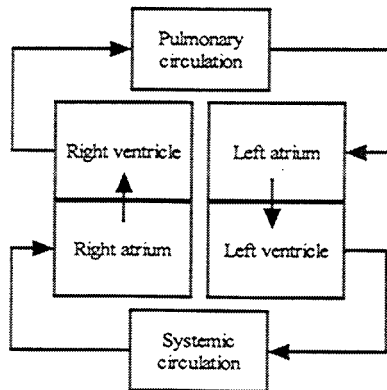 Pulmonary
circulation
Right ventricle
Left atrium
Right atrium
Left ventricle
Systemic
circulation